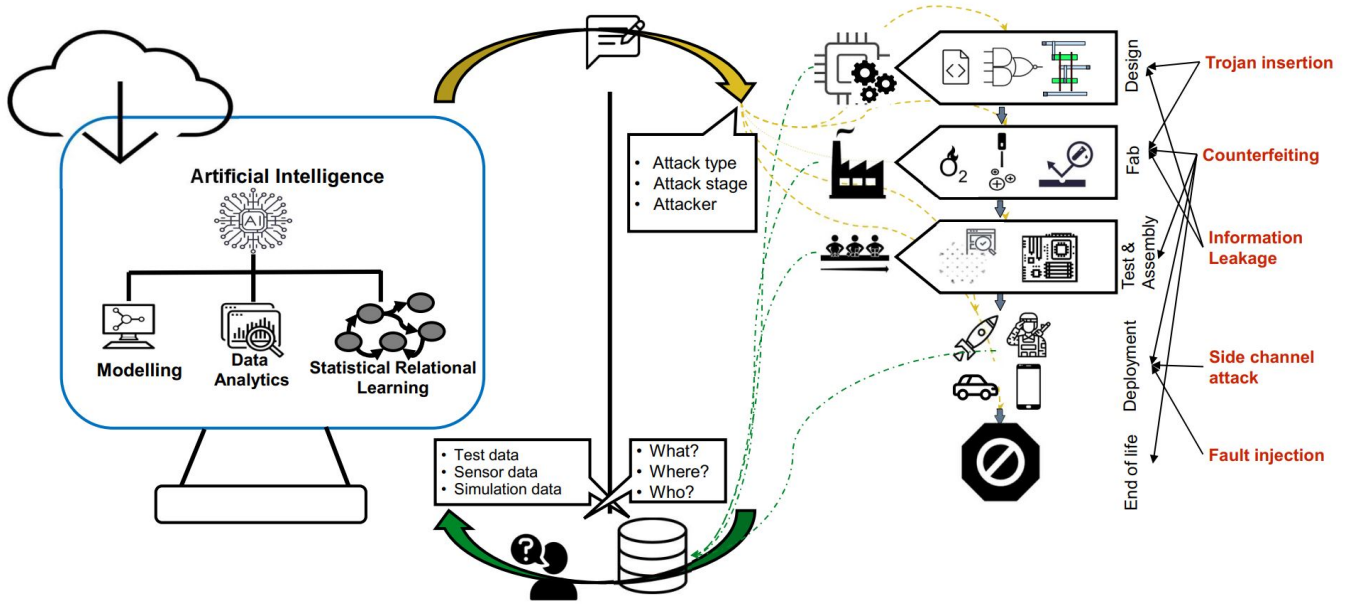 Artificial Intelligence
AI
Modelling
Data
Analytics
Statistical Relational
Learning
• Attack type
• Attack stage
• Attacker
• Test data
• Sensor data
• Simulation data
• What?
• Where?
• Who?
?
O2
Design
Fab
Test &
Assembly
Deployment
End of life
Trojan insertion
Counterfeiting
Information
Leakage
Side channel
attack
Fault injection